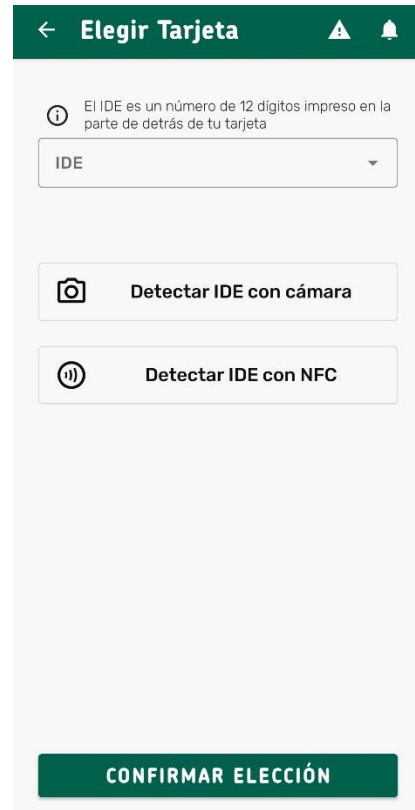 Elegir Tarjeta
El IDE es un número de 12 dígitos impreso en la
parte de detrás de tu tarjeta
IDE
Detectar IDE con cámara
Detectar IDE con NFC
CONFIRMAR ELECCIÓN